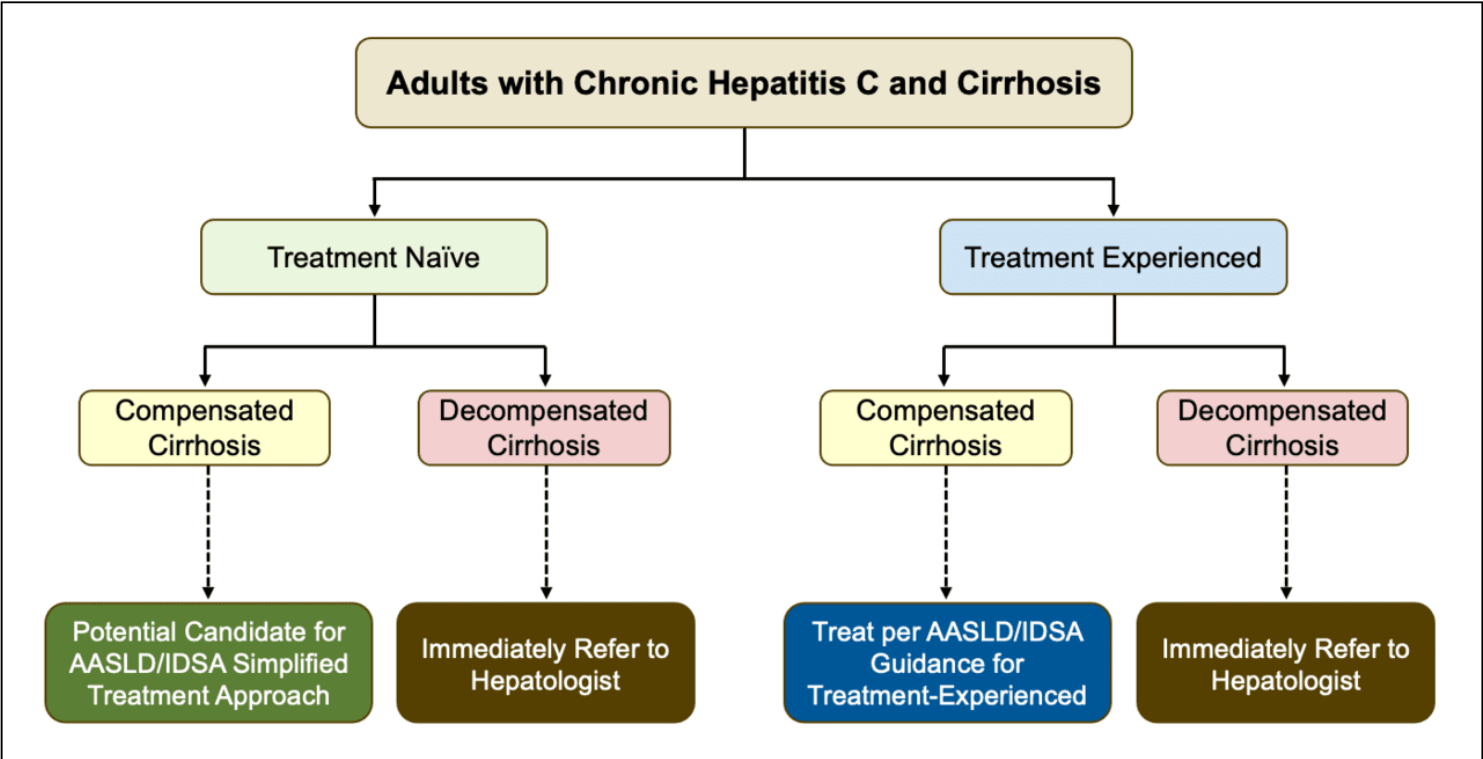 Adults with Chronic Hepatitis C and Cirrhosis
Treatment Naïve
Treatment Experienced
Compensated
Cirrhosis
Decompensated
Cirrhosis
Compensated
Cirrhosis
Decompensated
Cirrhosis
Potential Candidate for
AASLD/IDSA Simplified
Treatment Approach
Immediately Refer to
Hepatologist
Treat per AASLD/IDSA
Guidance for
Treatment-Experienced
Immediately Refer to
Hepatologist